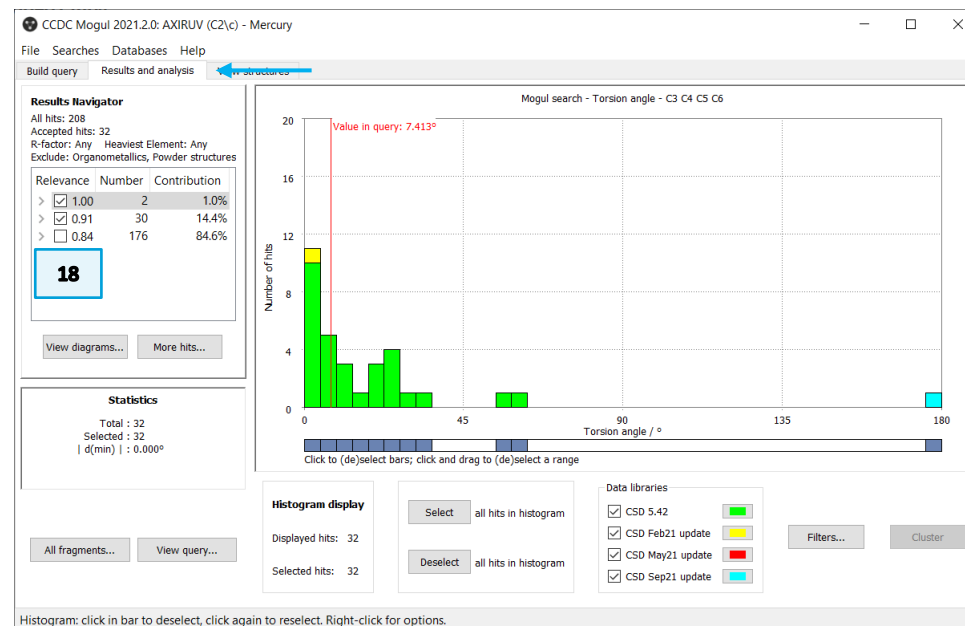 CCDC Mogul 2021.2.0: AXIRUV (C2\c) - Mercury
File Searches Databases Help
Build query Results and analysis structures
Results Navigator
All hits: 208
Accepted hits: 32
R-factor: Any Heaviest Element: Any
Exclude: Organometallics, Powder structures
Relevance Number Contribution
1.00 2 1.0%
0.91 30 14.4%
0.84 176 84.6%
18
View diagrams... More hits...
Statistics
Total : 32
Selected : 32
| d(min) | : 0.000°
All fragments... View query...
Mogul search - Torsion angle - C3 C4 C5 C6
Value in query: 7.413°
Number of hits
20
16
12
8
4
0
0 45 90 135 180
Torsion angle / °
Click to (de)select bars; click and drag to (de)select a range
Histogram display
Displayed hits: 32
Selected hits: 32
Select all hits in histogram
Deselect all hits in histogram
Data libraries
CSD 5.42
CSD Feb21 update
CSD May21 update
CSD Sep21 update
Filters... Cluster
Histogram: click in bar to deselect, click again to reselect. Right-click for options.